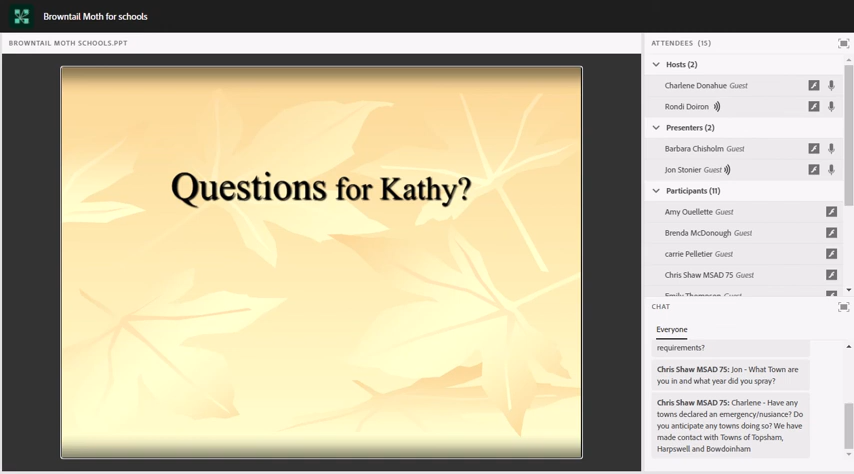 Browntail Moth for schools
BROWNTAIL MOTH SCHOOLS.PPT
Questions for Kathy?
ATTENDEES (15)
Hosts (2)
Charlene Donahue Guest
Rondi Doiron
Presenters (2)
Barbara Chisholm Guest
Jon Stonier Guest
Participants (11)
Amy Ouellette Guest
Brenda McDonough Guest
carrie Pelletier Guest
Chris Shaw MSAD 75 Guest
Emily Thompson Guest
CHAT
Everyone
requirements?
Chris Shaw MSAD 75: Jon - What Town are
you in and what year did you spray?
Chris Shaw MSAD 75: Charlene - Have any
towns declared an emergency/nusiance? Do
you anticipate any towns doing so? We have
made contact with Towns of Topsham,
Harpswell and Bowdoinham